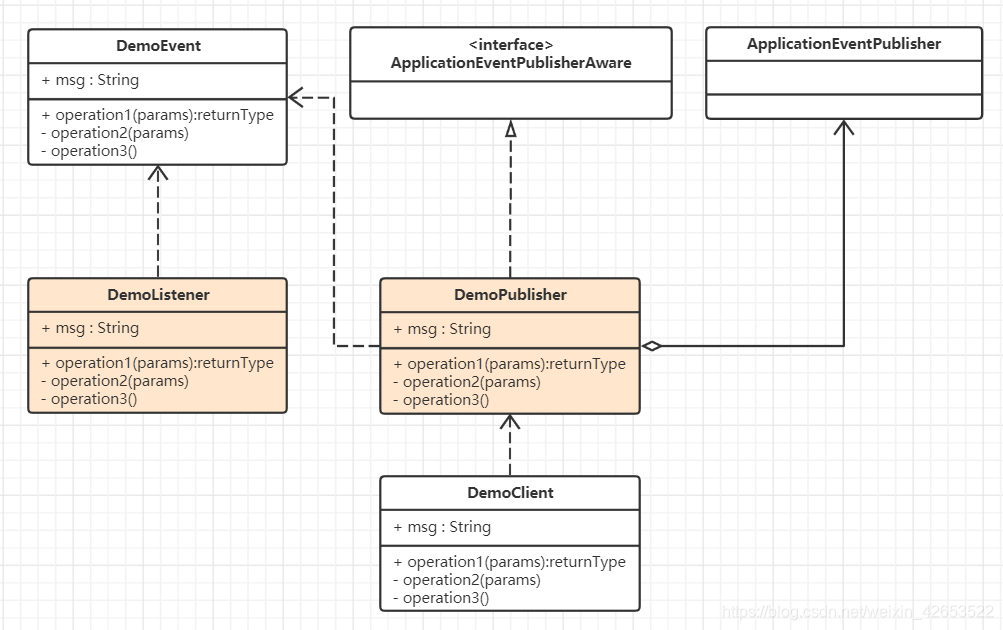 DemoEvent
+ msg : String
+ operation1(params):returnType
- operation2(params)
- operation3()
<interface>
ApplicationEventPublisherAware
ApplicationEventPublisher
DemoListener
+ msg : String
+ operation1(params):returnType
- operation2(params)
- operation3()
DemoPublisher
+ msg : String
+ operation1(params):returnType
- operation2(params)
- operation3()
DemoClient
+ msg : String
+ operation1(params):returnType
- operation2(params)
- operation3()
https://blog.csdn.net/weixin_42653522